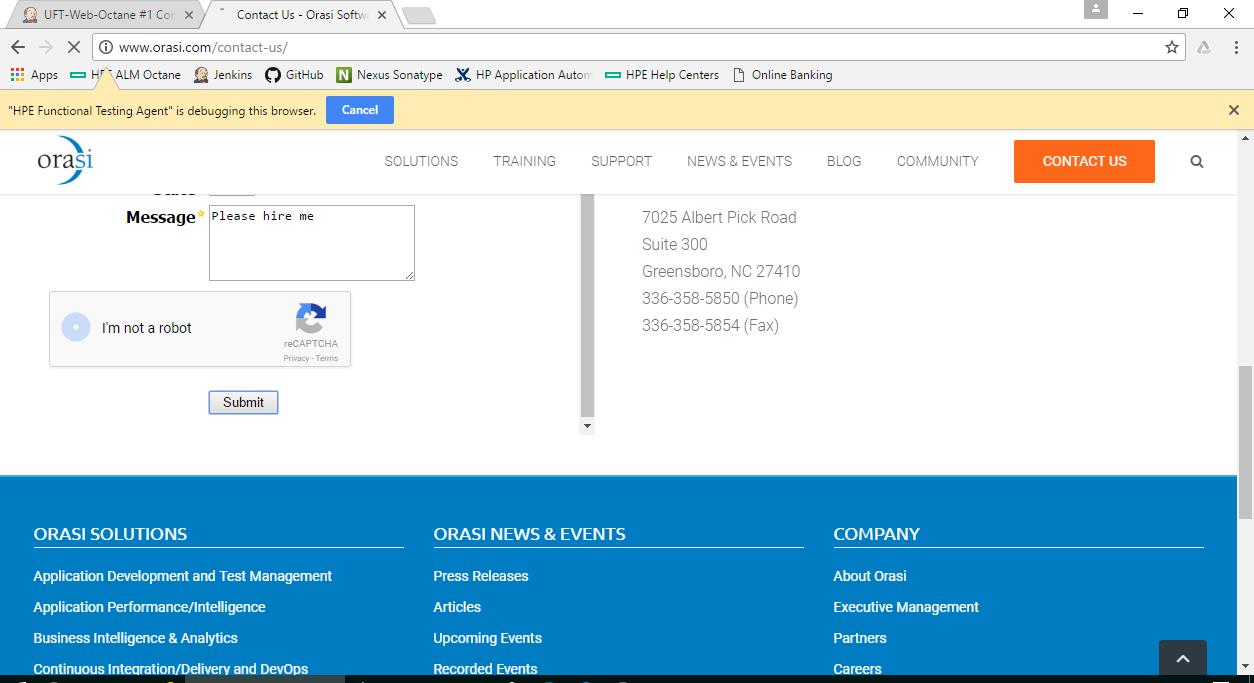 UFT-Web-Octane #1 Con
Contact Us - Orasi Softwa
www.orasi.com/contact-us/
Apps
HPE ALM Octane
Jenkins
GitHub
Nexus Sonatype
HP Application Autom
HPE Help Centers
Online Banking
"HPE Functional Testing Agent" is debugging this browser.
Cancel
orasi
SOLUTIONS
TRAINING
SUPPORT
NEWS & EVENTS
BLOG
COMMUNITY
CONTACT US
Message
Please hire me
7025 Albert Pick Road
Suite 300
Greensboro, NC 27410
336-358-5850 (Phone)
336-358-5854 (Fax)
I'm not a robot
reCAPTCHA
Privacy - Terms
Submit
ORASI SOLUTIONS
Application Development and Test Management
Application Performance/Intelligence
Business Intelligence & Analytics
Continuous Integration/Delivery and DevOps
ORASI NEWS & EVENTS
Press Releases
Articles
Upcoming Events
Recorded Events
COMPANY
About Orasi
Executive Management
Partners
Careers